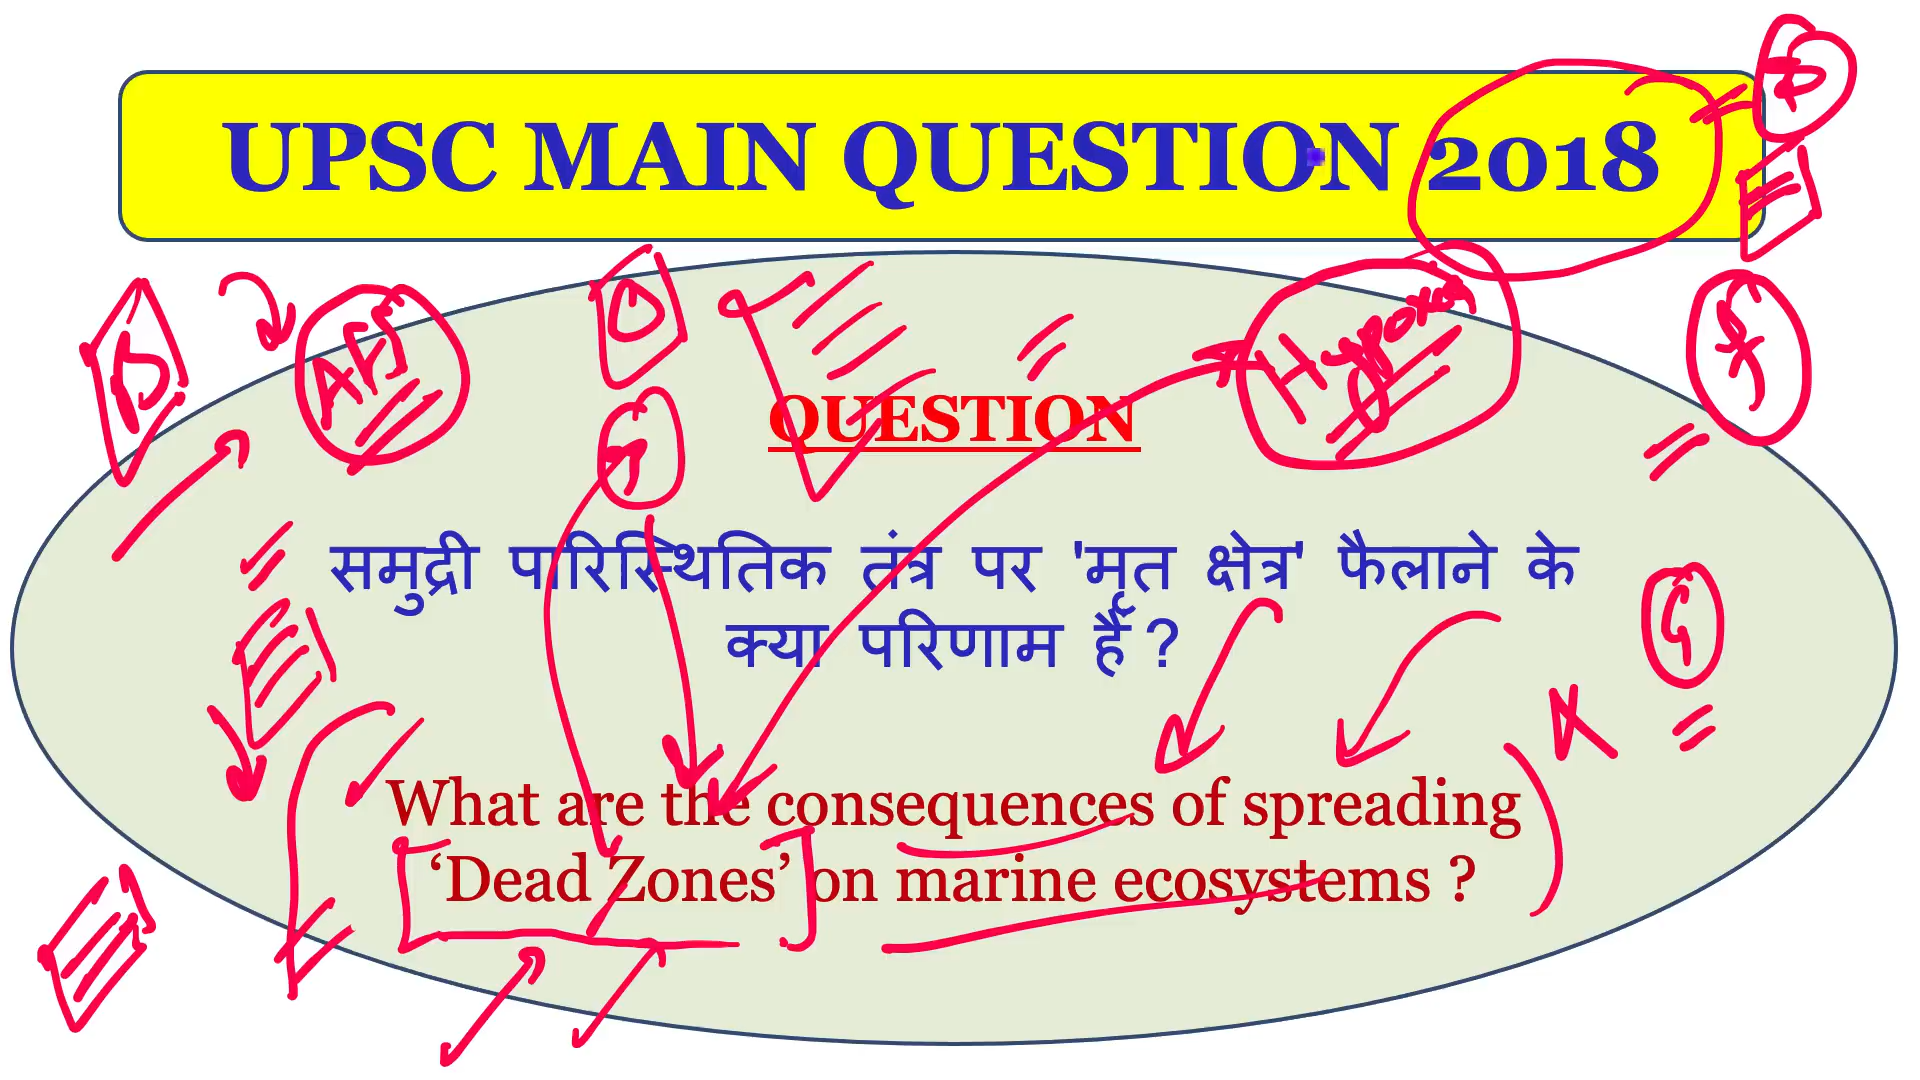 UPSC MAIN QUESTION 2018
Hypoxia
QUESTION
समुद्री पारिस्थितिक तंत्र पर 'मृत क्षेत्र' फैलाने के
क्या परिणाम हैं ?
What are the consequences of spreading
‘Dead Zones’ on marine ecosystems ?